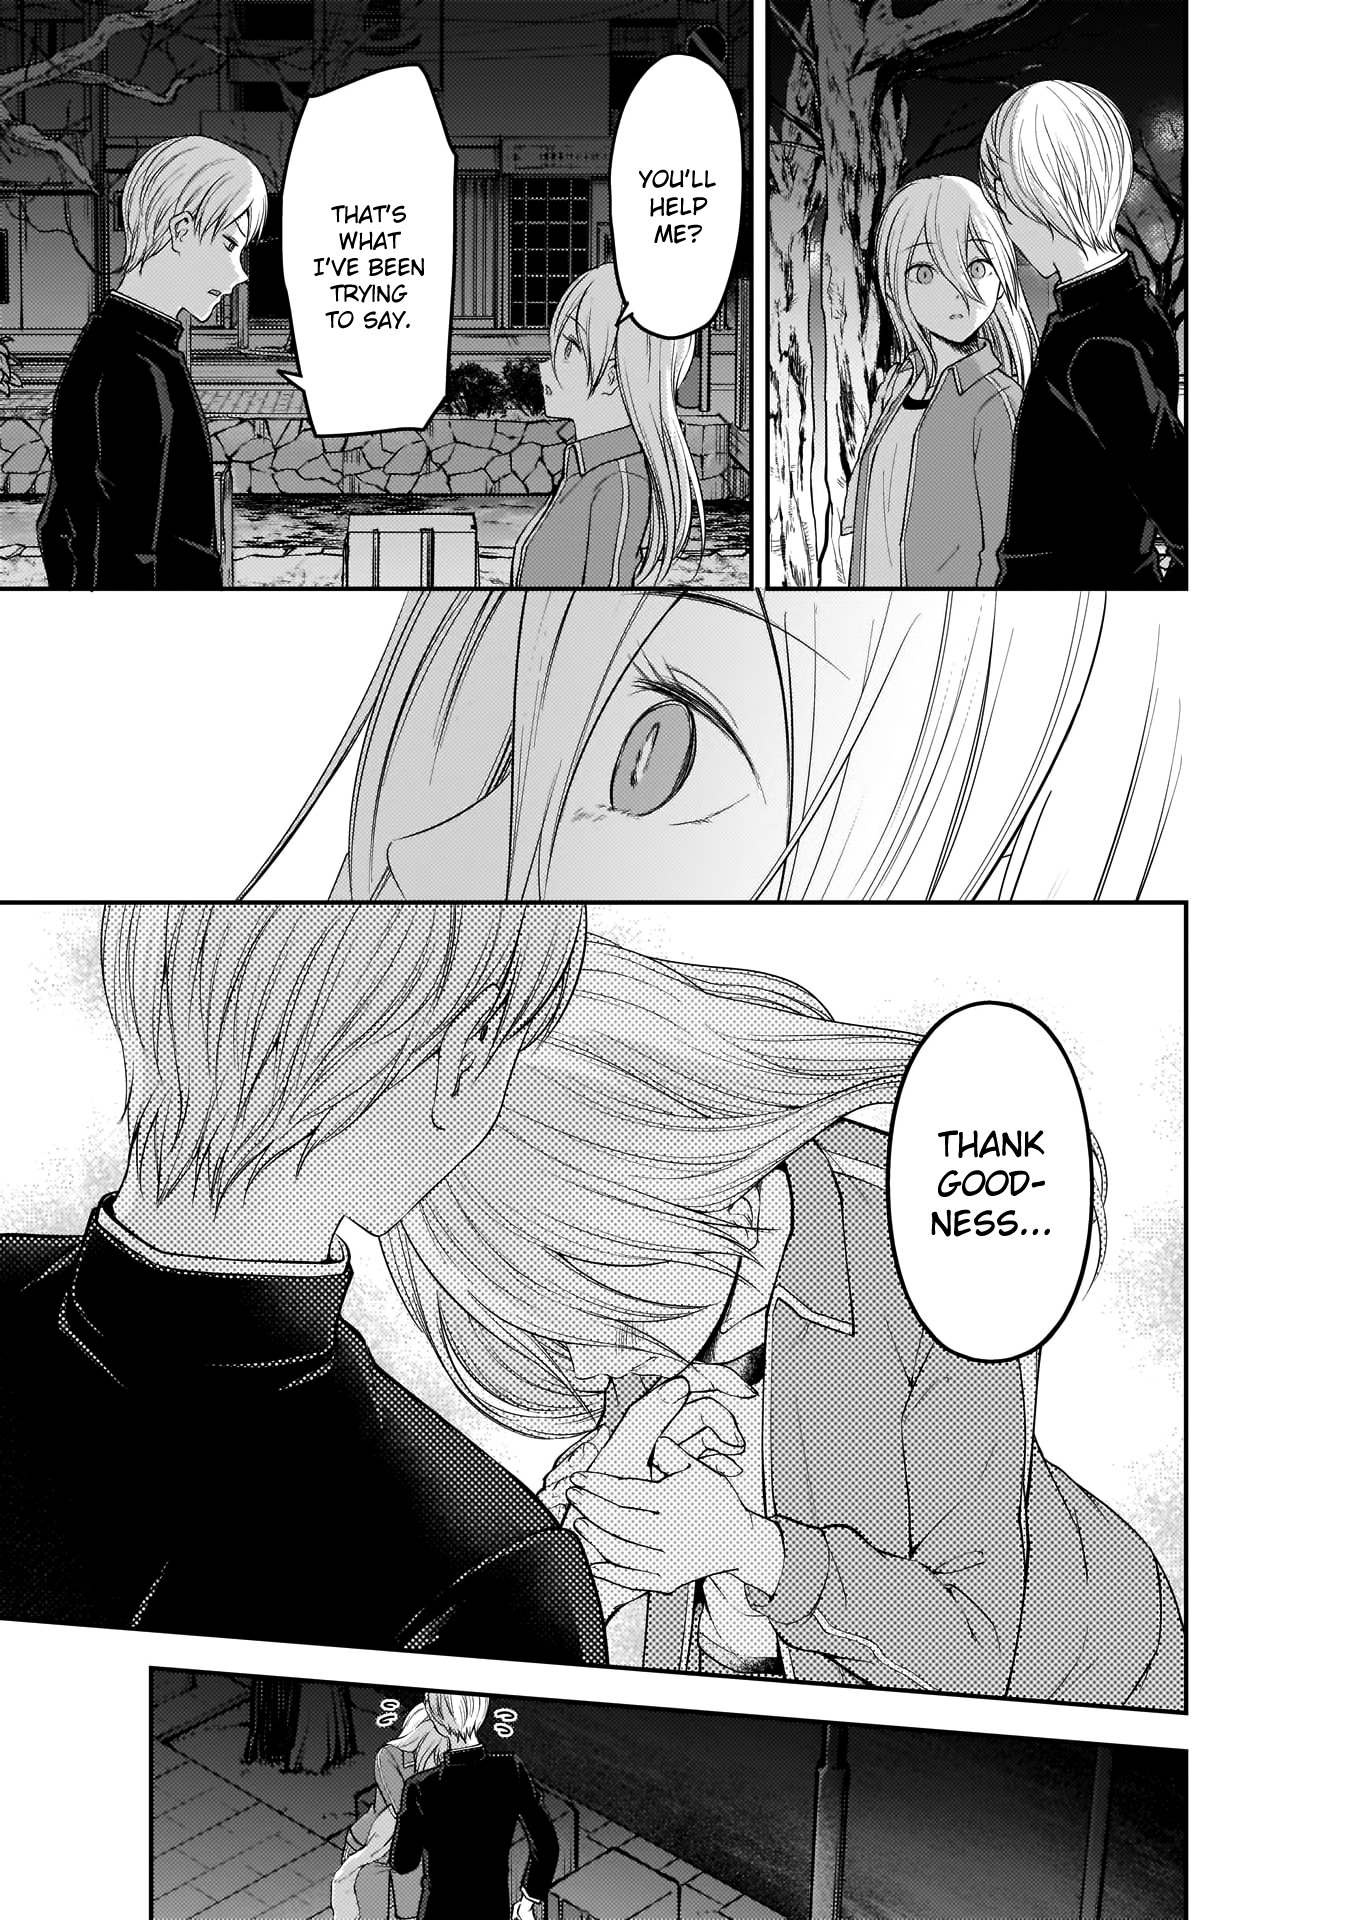 YOU'LL
HELP
ME?
THAT'S
WHAT
I'VE BEEN
TRYING
TO SAY.
THANK
GOOD-
NESS...